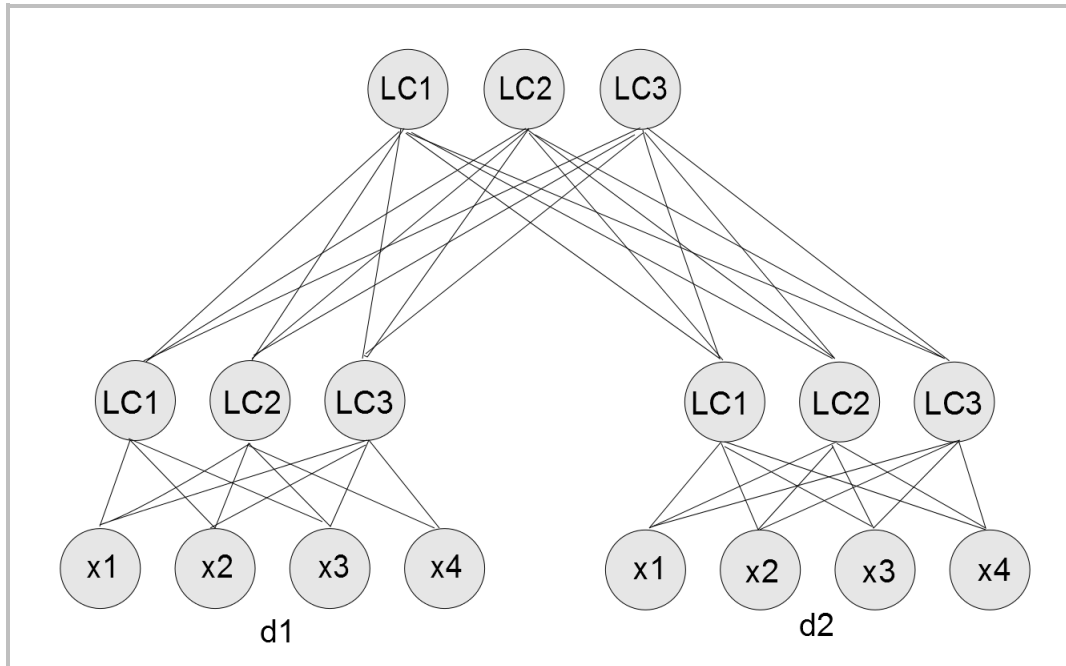 LC1 LC2 LC3
LC1 LC2 LC3 LC1 LC2 LC3
x1 x2 x3 x4 x1 x2 x3 x4
d1 d2